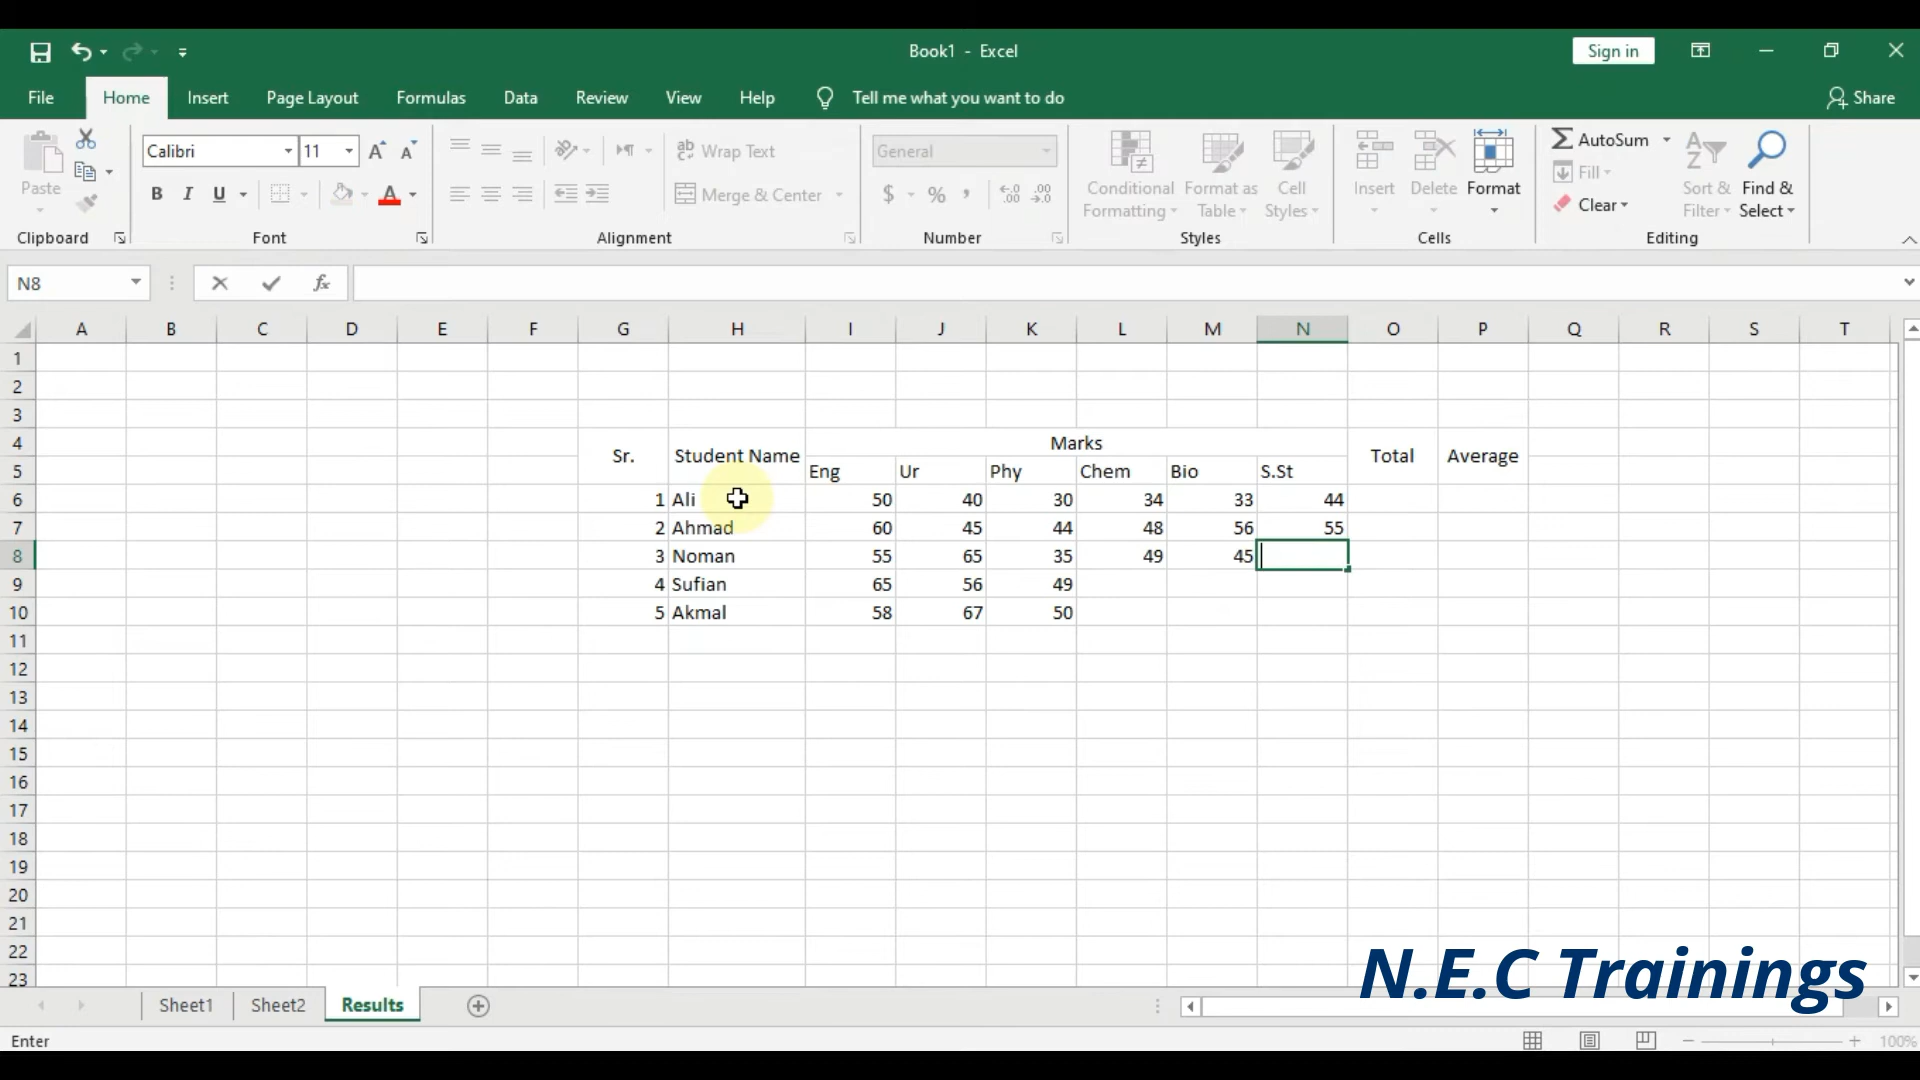 Book1 - Excel
Sign in
File Home Insert Page Layout Formulas Data Review View Help Tell me what you want to do Share
Paste
Calibri 11
B I U
Wrap Text
Merge & Center
General
$ % ,
Conditional Formatting
Format as Table
Cell Styles
Insert Delete Format
AutoSum
Fill
Clear
Sort & Filter
Find & Select
Clipboard Font Alignment Number Styles Cells Editing
N8 fx
A B C D E F G H I J K L M N O P Q R S T
1
2
3
4 Sr. Student Name Marks Total Average
5 Eng Ur Phy Chem Bio S.St
6 1 Ali 50 40 30 34 33 44
7 2 Ahmad 60 45 44 48 56 55
8 3 Noman 55 65 35 49 45
9 4 Sufian 65 56 49
10 5 Akmal 58 67 50
11
12
13
14
15
16
17
18
19
20
21
22
23
N.E.C Trainings
Sheet1 Sheet2 Results
Enter 100%